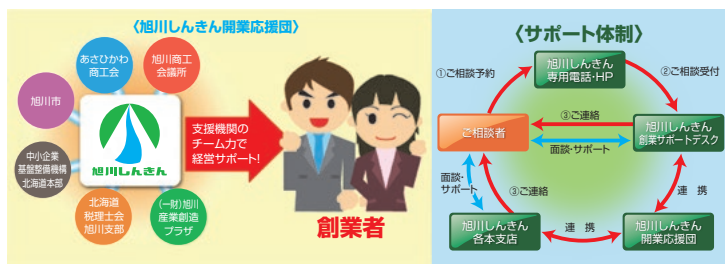 〈旭川しんきん開業応援団〉
あさひかわ
商工会
旭川商工
会議所
旭川市
旭川しんきん
中小企業
基盤整備機構
北海道本部
北海道
税理士会
旭川支部
(一財)旭川
産業創造
プラザ
支援機関の
チーム力で
経営サポート!
創業者
〈サポート体制〉
①ご相談予約
旭川しんきん
専用電話・HP
②ご相談受付
③ご連絡
ご相談者
旭川しんきん
創業サポートデスク
面談・サポート
面談・
サポート
③ご連絡
連 携
旭川しんきん
各本支店
連 携
旭川しんきん
開業応援団